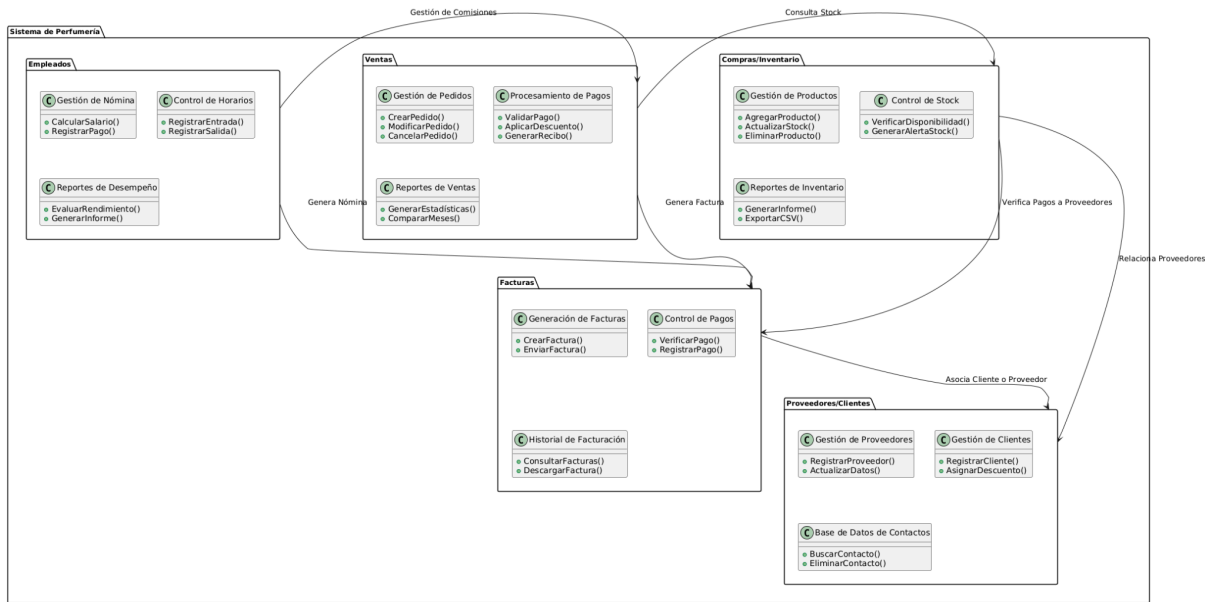 Gestión de Comisiones
Consulta Stock
Sistema de Perfumería
Empleados
C Gestión de Nómina
CalcularSalario()
RegistrarPago()
C Control de Horarios
RegistrarEntrada()
RegistrarSalida()
C Reportes de Desempeño
EvaluarRendimiento()
GenerarInforme()
Ventas
C Gestión de Pedidos
CrearPedido()
ModificarPedido()
CancelarPedido()
C Procesamiento de Pagos
ValidarPago()
AplicarDescuento()
GenerarRecibo()
C Reportes de Ventas
GenerarEstadísticas()
CompararMeses()
Compras/Inventario
C Gestión de Productos
AgregarProducto()
ActualizarStock()
EliminarProducto()
C Control de Stock
VerificarDisponibilidad()
GenerarAlertaStock()
C Reportes de Inventario
GenerarInforme()
ExportarCSV()
Genera Nómina
Genera Factura
Verifica Pagos a Proveedores
Relaciona Proveedores
Facturas
C Generación de Facturas
CrearFactura()
EnviarFactura()
C Control de Pagos
VerificarPago()
RegistrarPago()
C Historial de Facturación
ConsultarFacturas()
DescargarFactura()
Asocia Cliente o Proveedor
Proveedores/Clientes
C Gestión de Proveedores
RegistrarProveedor()
ActualizarDatos()
C Gestión de Clientes
RegistrarCliente()
AsignarDescuento()
C Base de Datos de Contactos
BuscarContacto()
EliminarContacto()